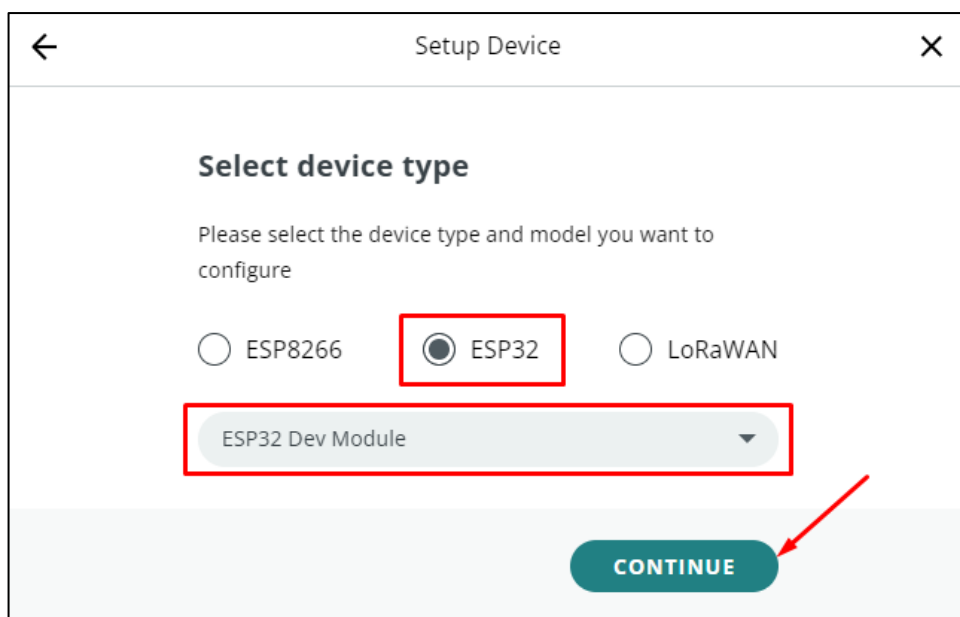 Setup Device
Select device type
Please select the device type and model you want to
configure
ESP8266 ESP32 LoRaWAN
ESP32 Dev Module
CONTINUE